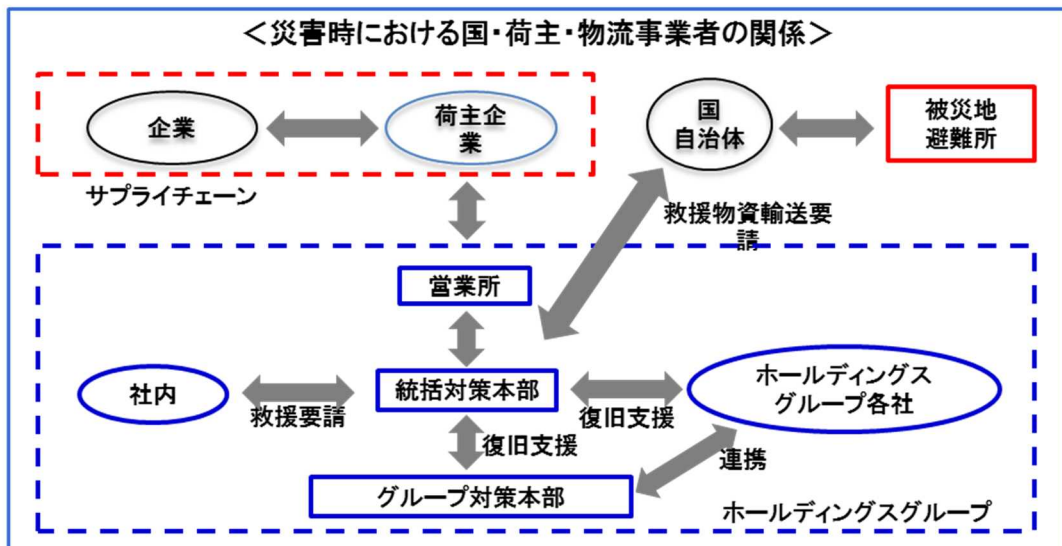 ＜災害時における国・荷主・物流事業者の関係＞
企業
荷主企
業
国
自治体
被災地
避難所
サプライチェーン
救援物資輸送要
請
営業所
社内
救援要請
統括対策本部
復旧支援
ホールディングス
グループ各社
復旧支援
連携
グループ対策本部
ホールディングスグループ